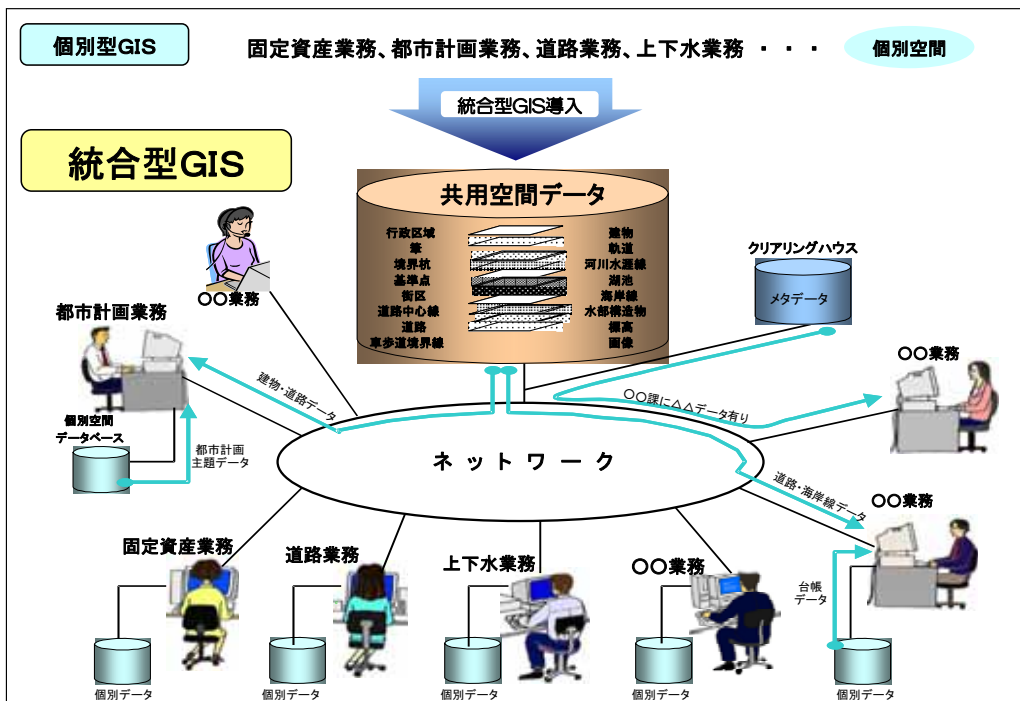 個別型GIS
固定資産業務、都市計画業務、道路業務、上下水業務 ・ ・ ・
個別空間
統合型GIS導入
統合型GIS
共用空間データ
行政区域
筆
境界杭
基準点
街区
道路中心線
道路
車歩道境界線
建物
軌道
河川水涯線
湖池
海岸線
水部構造物
標高
画像
クリアリングハウス
メタデータ
〇〇業務
都市計画業務
建物・道路データ
個別空間
データベース
都市計画
主題データ
〇〇課に△△データ有り
〇〇業務
ネットワーク
道路・海岸線データ
〇〇業務
台帳
データ
固定資産業務
道路業務
上下水業務
〇〇業務
個別データ
個別データ
個別データ
個別データ
個別データ